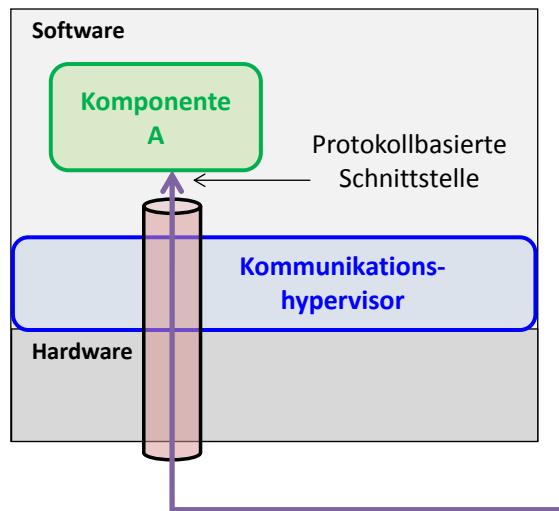 Software
Komponente
A
Protokollbasierte
Schnittstelle
Kommunikations-
hypervisor
Hardware